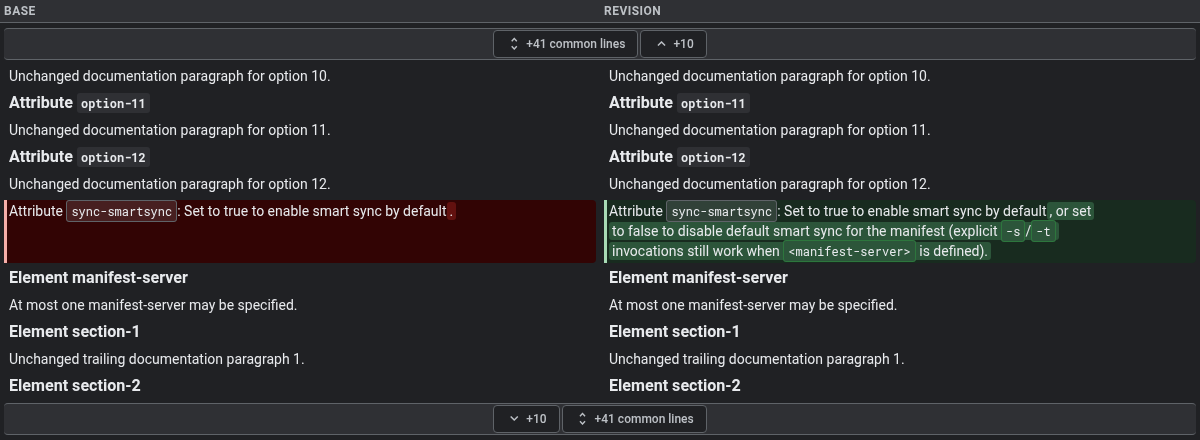 BASE
REVISION
+41 common lines
+10
Unchanged documentation paragraph for option 10.
Unchanged documentation paragraph for option 10.
Attribute option-11
Attribute option-11
Unchanged documentation paragraph for option 11.
Unchanged documentation paragraph for option 11.
Attribute option-12
Attribute option-12
Unchanged documentation paragraph for option 12.
Unchanged documentation paragraph for option 12.
Attribute sync-smartsync: Set to true to enable smart sync by default.
Attribute sync-smartsync: Set to true to enable smart sync by default, or set
to false to disable default smart sync for the manifest (explicit -s/-t
invocations still work when <manifest-server> is defined).
Element manifest-server
Element manifest-server
At most one manifest-server may be specified.
At most one manifest-server may be specified.
Element section-1
Element section-1
Unchanged trailing documentation paragraph 1.
Unchanged trailing documentation paragraph 1.
Element section-2
Element section-2
+10
+41 common lines